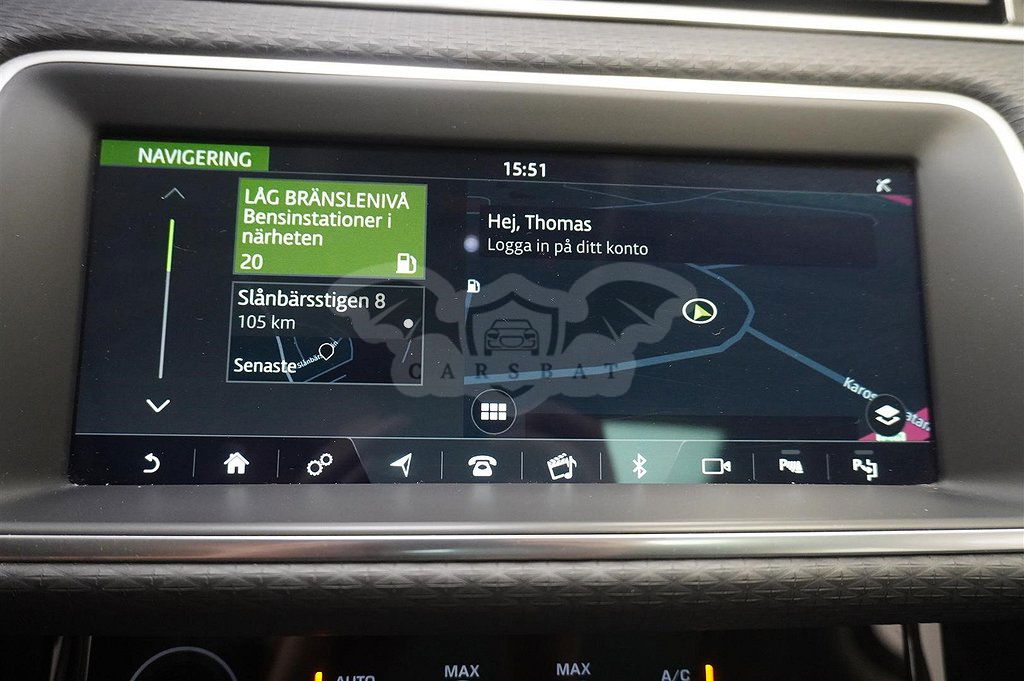 NAVIGERING
15:51
LÅG BRÄNSLENIVÅ
Bensinstationer i
närheten
20
Hej, Thomas
Logga in på ditt konto
Slånbärsstigen 8
105 km
Senaste
CARSBAT
AUTO
MAX
MAX
A/C